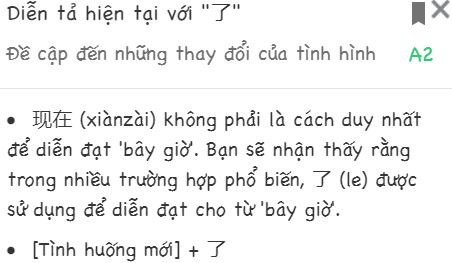 Diễn tả hiện tại với "了"
Đề cập đến những thay đổi của tình hình A2
• 现在 (xiànzài) không phải là cách duy nhất
để diễn đạt 'bây giờ'. Bạn sẽ nhận thấy rằng
trong nhiều trường hợp phổ biến, 了 (le) được
sử dụng để diễn đạt cho từ 'bây giờ'.
• [Tình huống mới] + 了